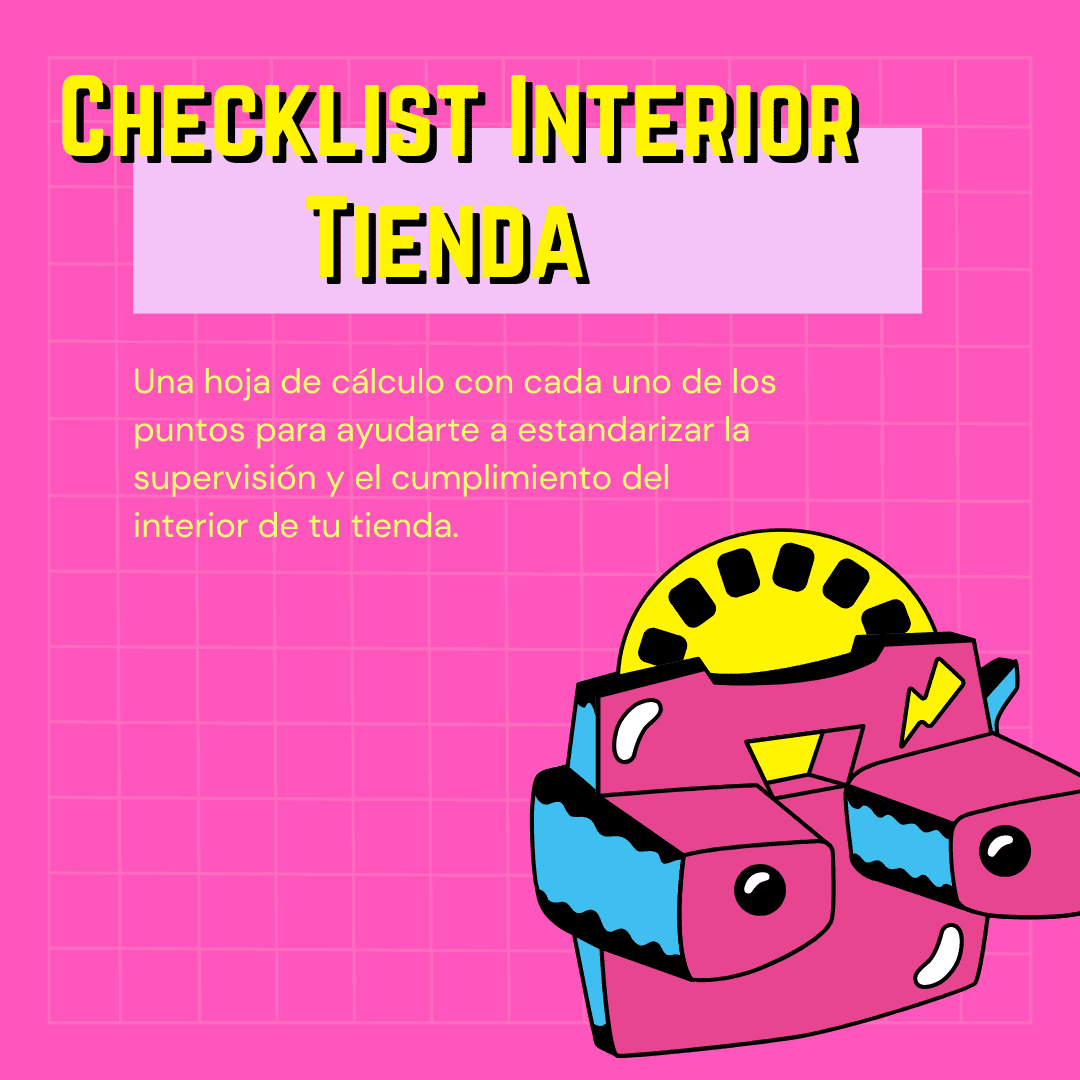 Checklist Interior
Tienda
Una hoja de cálculo con cada uno de los
puntos para ayudarte a estandarizar la
supervisión y el cumplimiento del
interior de tu tienda.